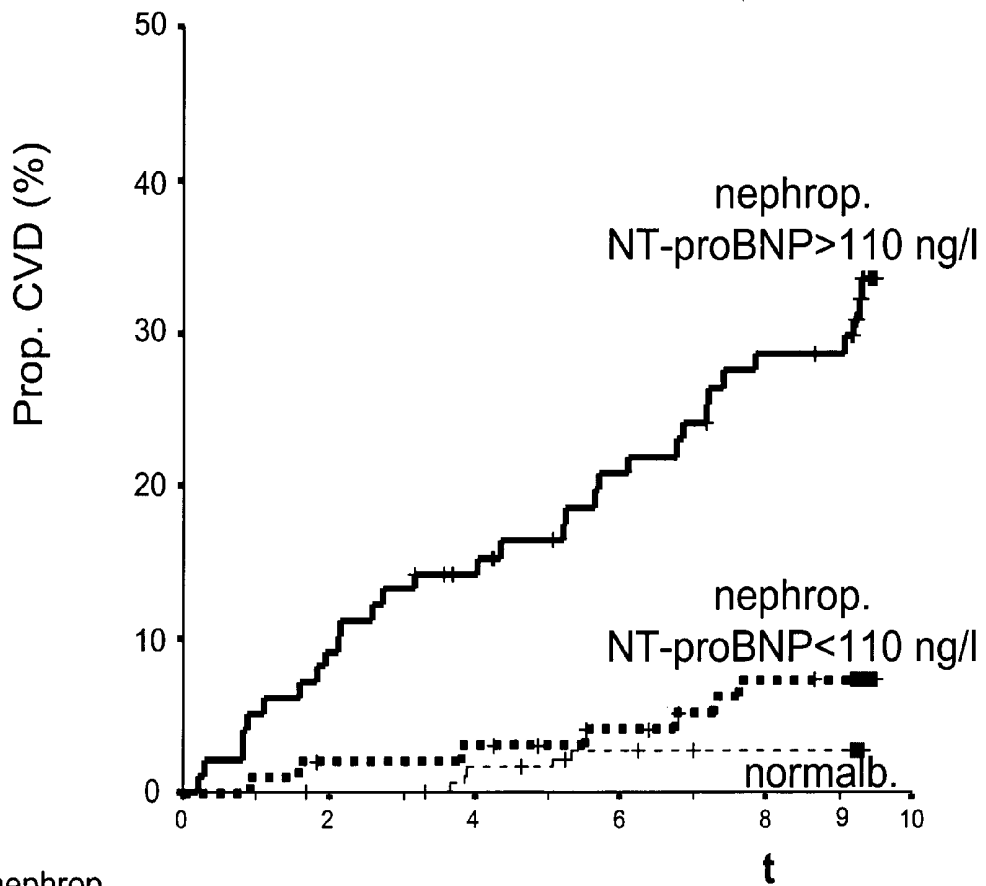 50
40
30
20
10
0
Prop. CVD (%)
nephrop.
NT-proBNP>110 ng/l
nephrop.
NT-proBNP<110 ng/l
normalb.
0 2 4 6 8 10
t
nephrop.